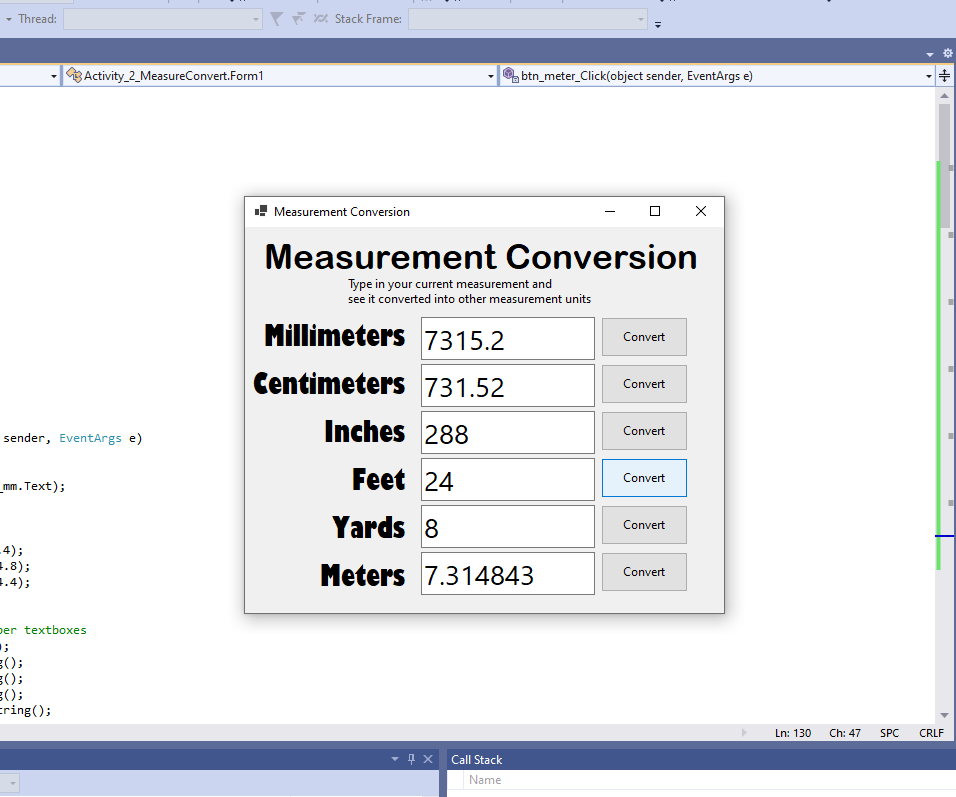 Thread:
Stack Frame:
Activity_2_MeasureConvert.Form1
btn_meter_Click(object sender, EventArgs e)
Measurement Conversion
Measurement Conversion
Type in your current measurement and
see it converted into other measurement units
Millimeters 7315.2 Convert
Centimeters 731.52 Convert
Inches 288 Convert
Feet 24 Convert
Yards 8 Convert
Meters 7.314843 Convert
sender, EventArgs e)
_mm.Text);
.4);
4.8);
4.4);
per textboxes
);
g();
g();
g();
tring();
Ln: 130 Ch: 47 SPC CRLF
Call Stack
Name